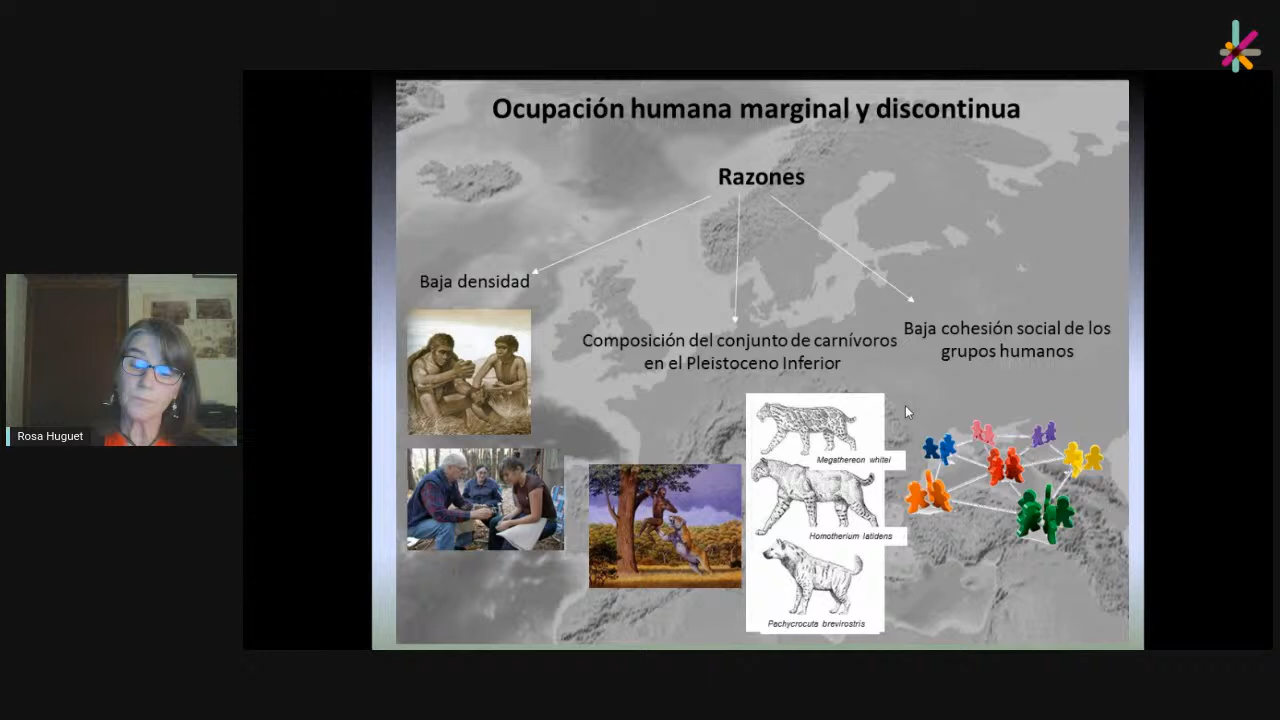 Ocupación humana marginal y discontinua
Razones
Baja densidad
Composición del conjunto de carnívoros
en el Pleistoceno Inferior
Baja cohesión social de los
grupos humanos
Megathereon whitei
Homotherium latidens
Pachycrocuta brevirostris
Rosa Huguet